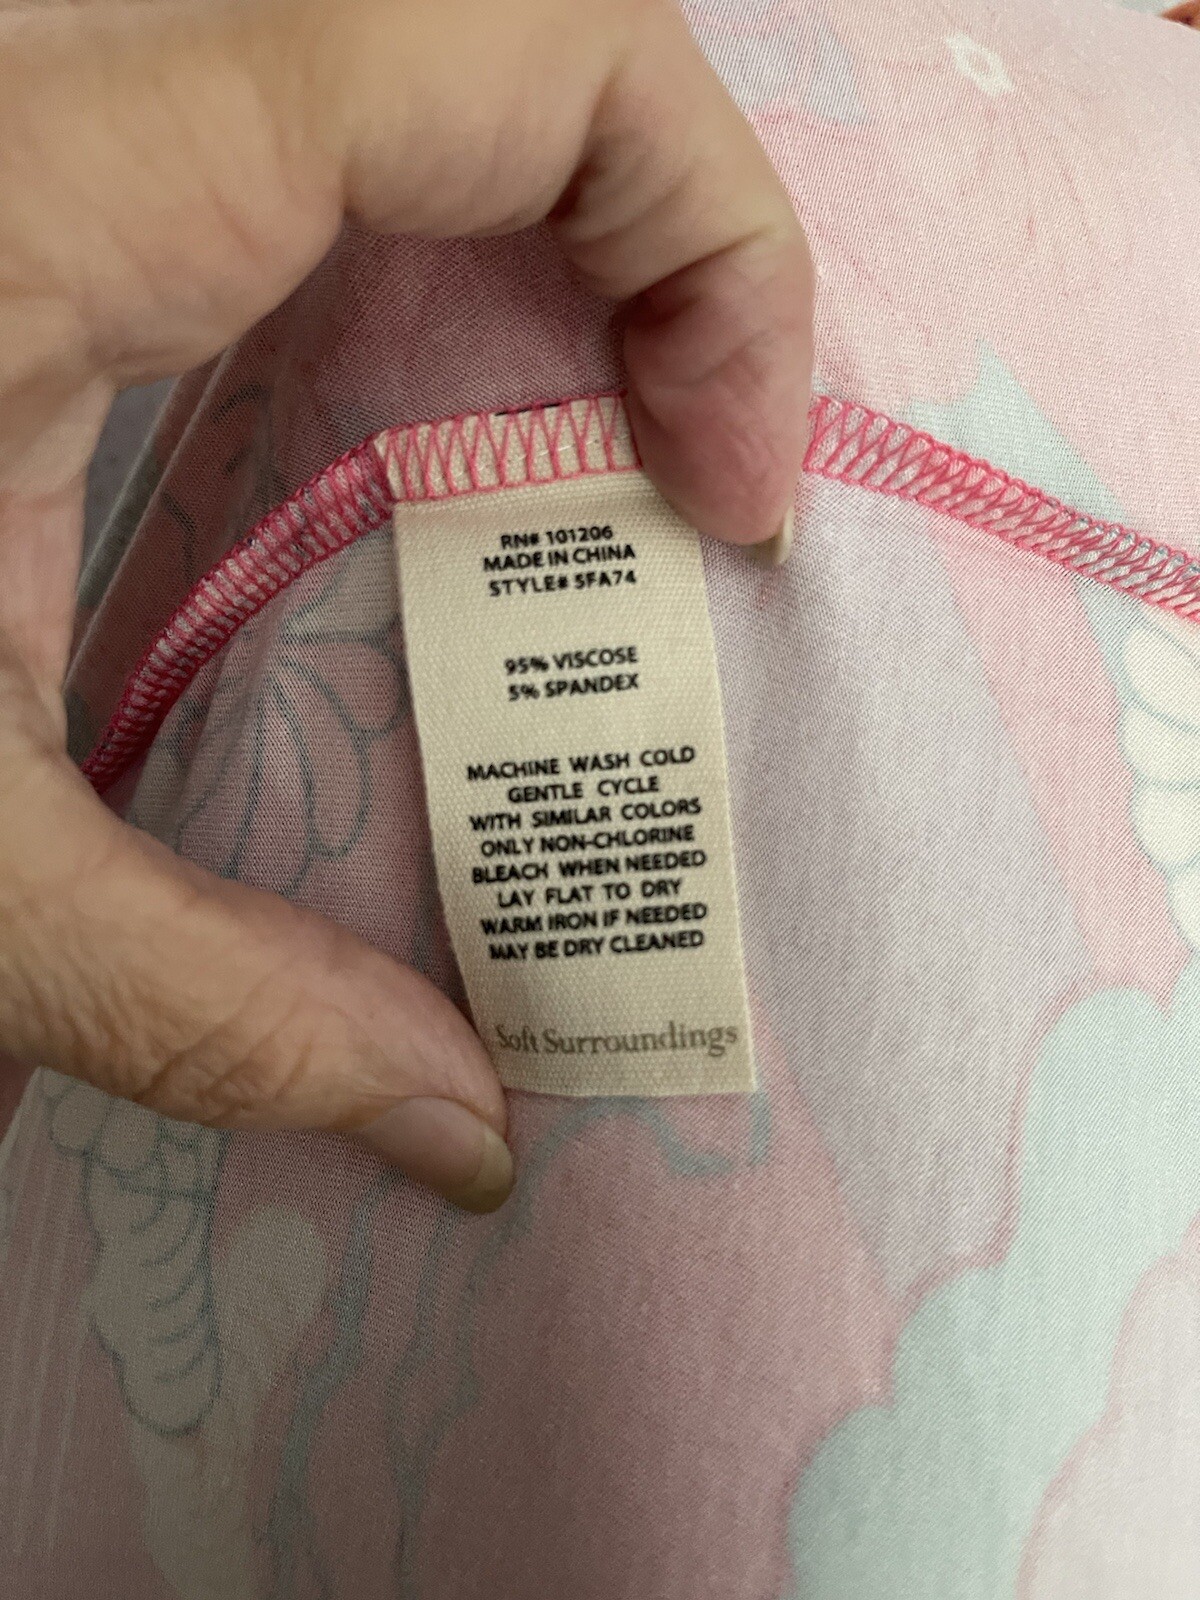 RN# 101206
MADE IN CHINA
STYLE# 5FA74
95% VISCOSE
5% SPANDEX
MACHINE WASH COLD
GENTLE CYCLE
WITH SIMILAR COLORS
ONLY NON-CHLORINE
BLEACH WHEN NEEDED
LAY FLAT TO DRY
WARM IRON IF NEEDED
MAY BE DRY CLEANED
Soft Surroundings